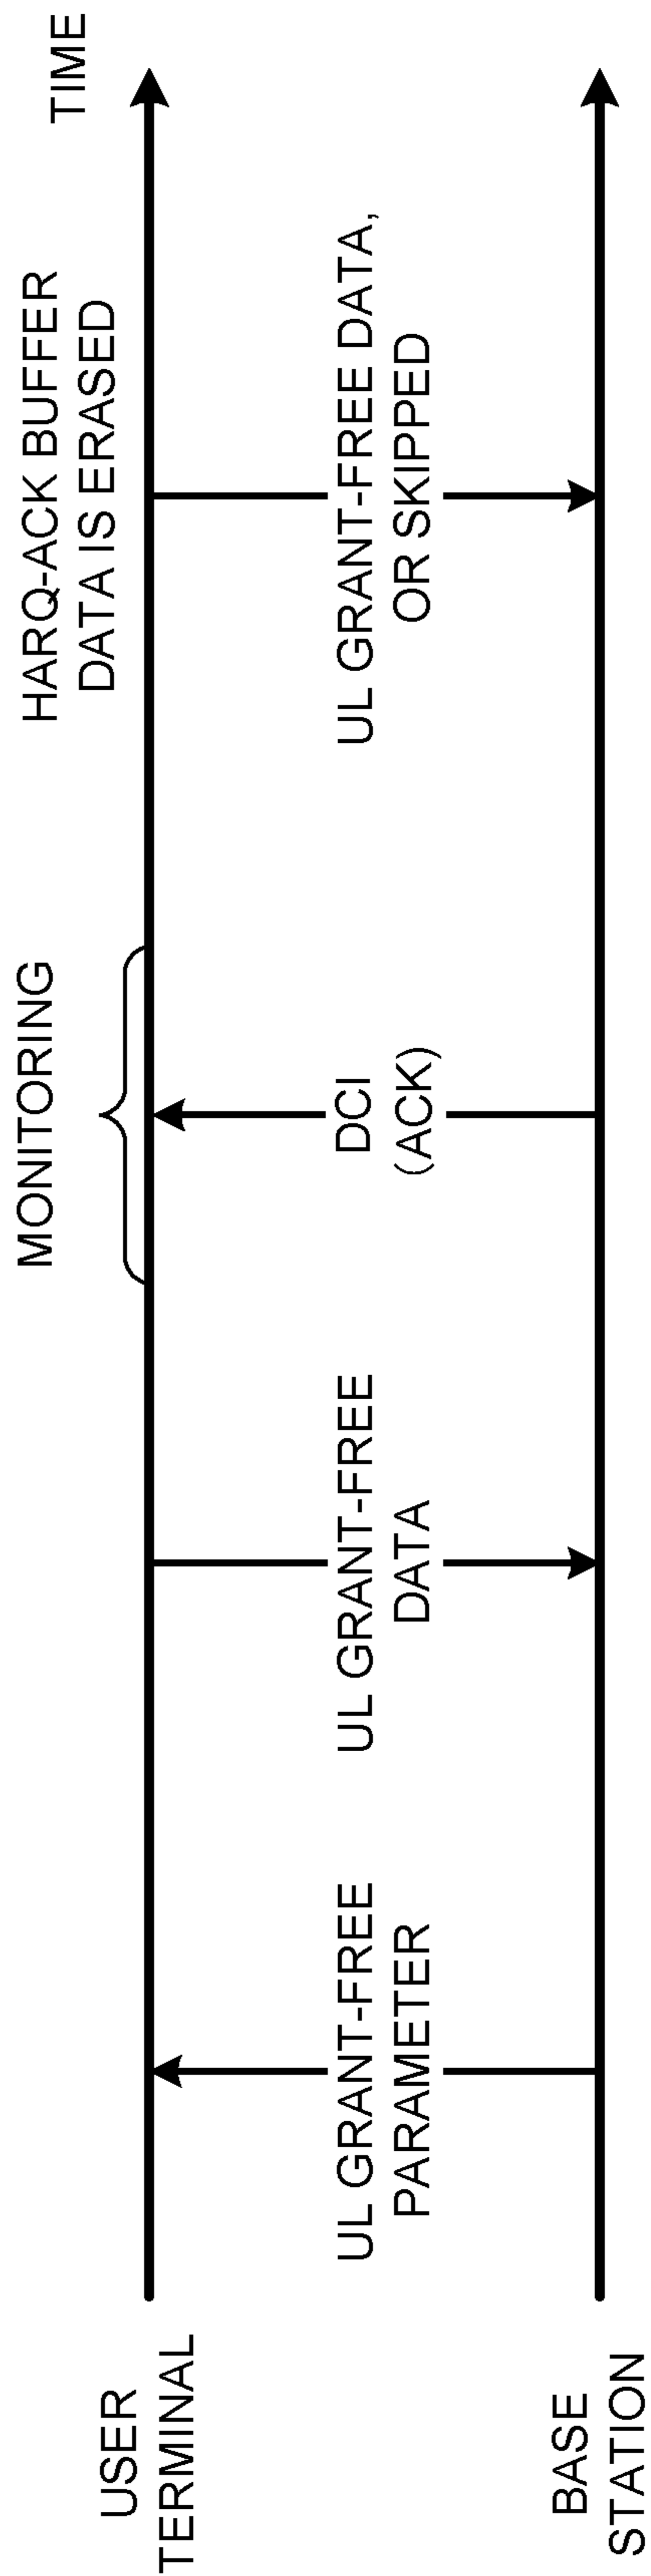 USER
TERMINAL
BASE
STATION
UL GRANT-FREE
PARAMETER
UL GRANT-FREE
DATA
MONITORING
DCI
(ACK)
HARQ-ACK BUFFER
DATA IS ERASED
UL GRANT-FREE DATA,
OR SKIPPED
TIME